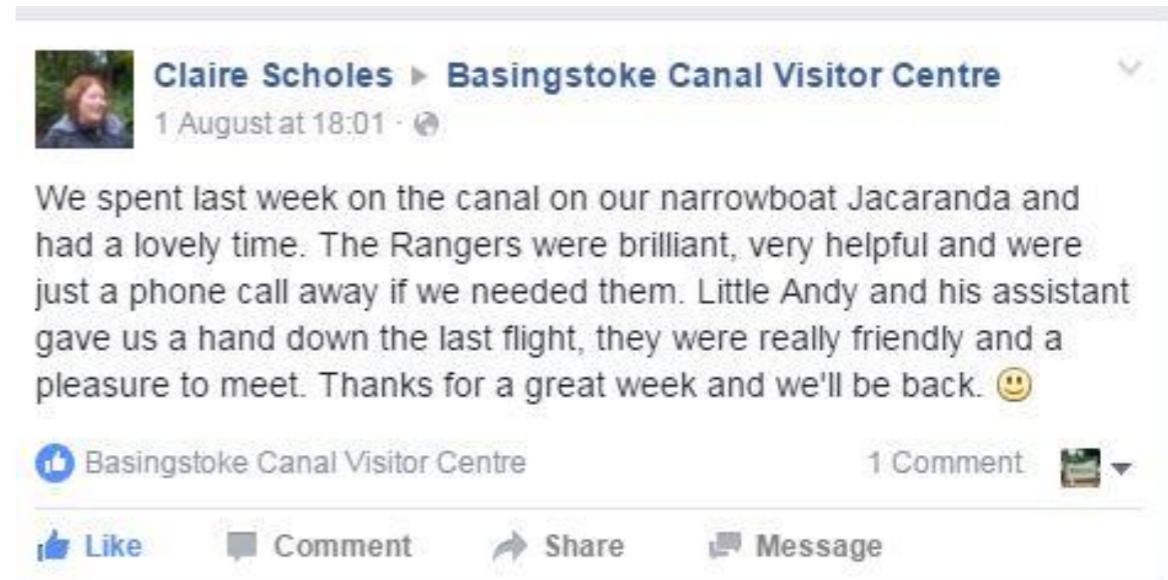 Claire Scholes ▸ Basingstoke Canal Visitor Centre
1 August at 18:01 ·
We spent last week on the canal on our narrowboat Jacaranda and
had a lovely time. The Rangers were brilliant, very helpful and were
just a phone call away if we needed them. Little Andy and his assistant
gave us a hand down the last flight, they were really friendly and a
pleasure to meet. Thanks for a great week and we'll be back. 🙂
Basingstoke Canal Visitor Centre 1 Comment
Like Comment Share Message